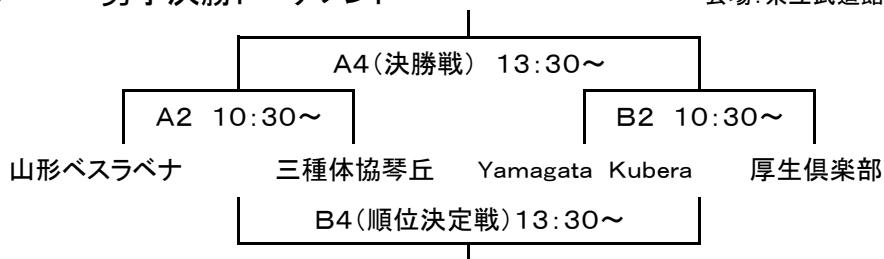 A4(決勝戦) 13:30～
A2 10:30～ B2 10:30～
山形ベスラベナ 三種体協琴丘 Yamagata Kubera 厚生倶楽部
B4(順位決定戦)13:30～